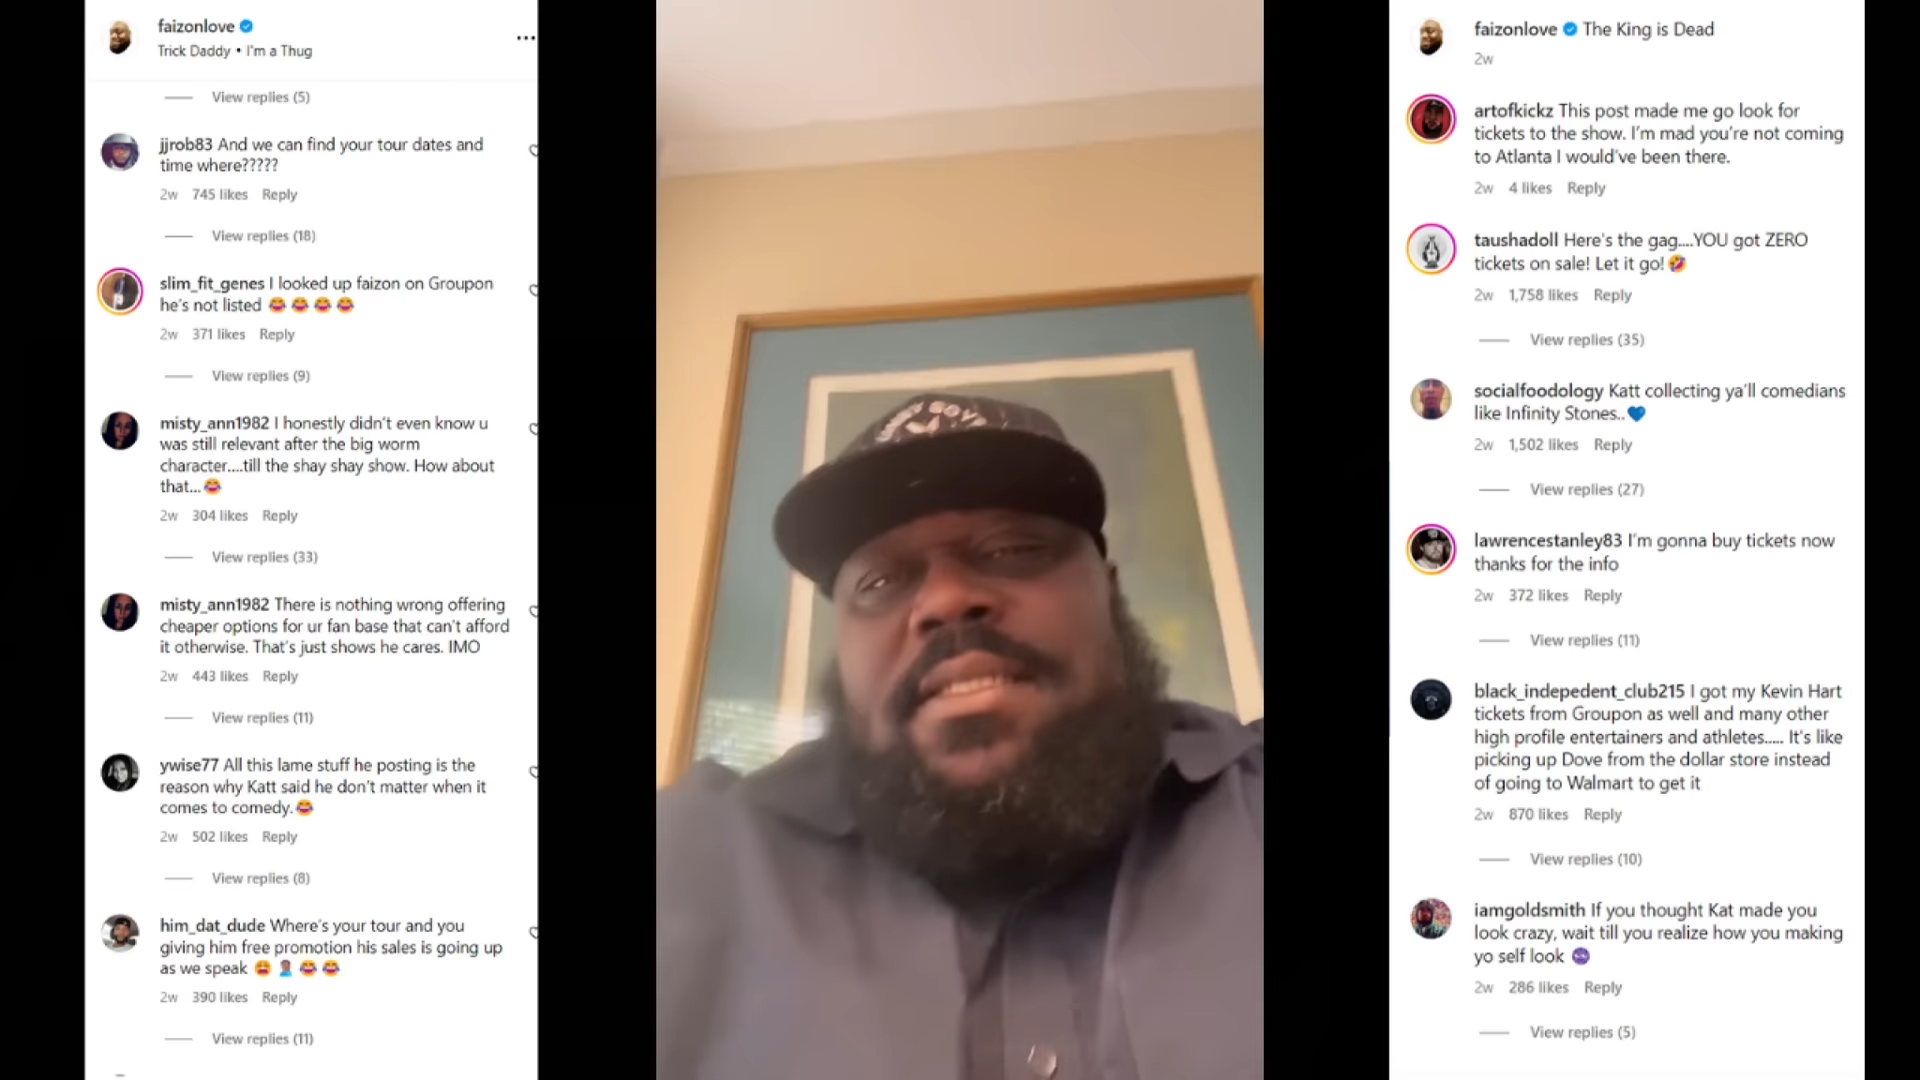 faizonlove
Trick Daddy • I'm a Thug
View replies (5)
jjrob83 And we can find your tour dates and
time where?????
2w 745 likes Reply
View replies (18)
slim_fit_genes I looked up faizon on Groupon
he's not listed 😂 😂 😂 😂
2w 371 likes Reply
View replies (9)
misty_ann1982 I honestly didn't even know u
was still relevant after the big worm
character....till the shay shay show. How about
that...😂
2w 304 likes Reply
View replies (33)
misty_ann1982 There is nothing wrong offering
cheaper options for ur fan base that can't afford
it otherwise. That's just shows he cares. IMO
2w 443 likes Reply
View replies (11)
ywise77 All this lame stuff he posting is the
reason why Katt said he don't matter when it
comes to comedy.😂
2w 502 likes Reply
View replies (8)
him_dat_dude Where's your tour and you
giving him free promotion his sales is going up
as we speak
2w 390 likes Reply
View replies (11)
faizonlove The King is Dead
2w
artofkickz This post made me go look for
tickets to the show. I'm mad you're not coming
to Atlanta I would've been there.
2w 4 likes Reply
taushadoll Here's the gag....YOU got ZERO
tickets on sale! Let it go!🤣
2w 1,758 likes Reply
View replies (35)
socialfoodology Katt collecting ya'll comedians
like Infinity Stones..💙
2w 1,502 likes Reply
View replies (27)
lawrencestanley83 I'm gonna buy tickets now
thanks for the info
2w 372 likes Reply
View replies (11)
black_indepedent_club215 I got my Kevin Hart
tickets from Groupon as well and many other
high profile entertainers and athletes..... It's like
picking up Dove from the dollar store instead
of going to Walmart to get it
2w 870 likes Reply
View replies (10)
iamgoldsmith If you thought Kat made you
look crazy, wait till you realize how you making
yo self look
2w 286 likes Reply
View replies (5)